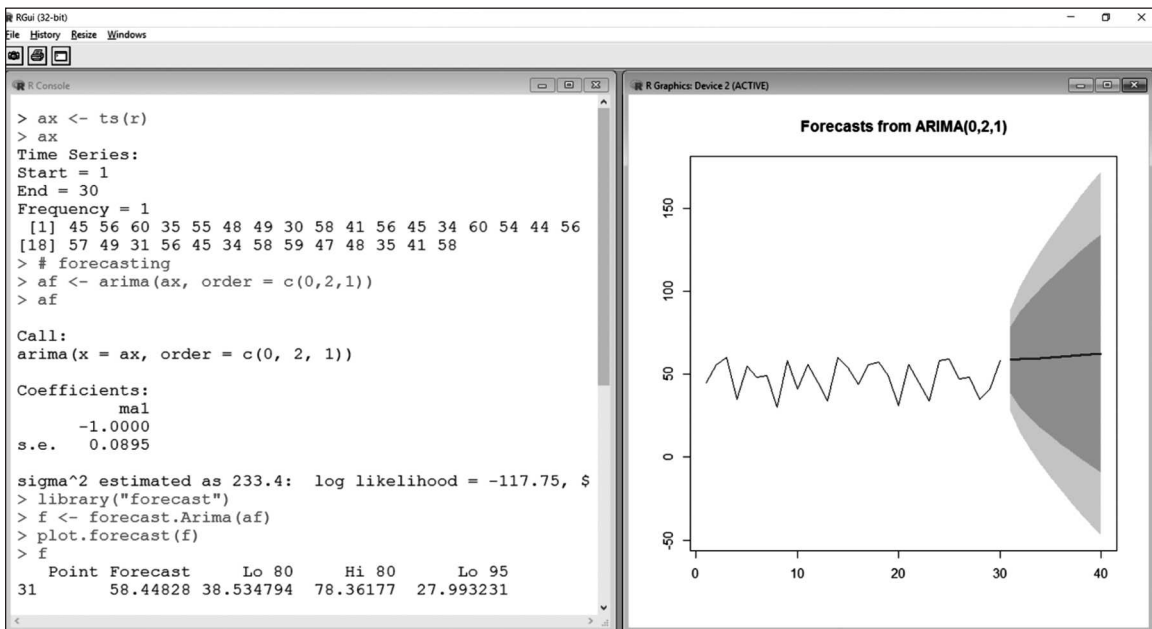 RGui (32-bit)
File History Resize Windows
R Console
> ax <- ts(r)
> ax
Time Series:
Start = 1
End = 30
Frequency = 1
[1] 45 56 60 35 55 48 49 30 58 41 56 45 34 60 54 44 56
[18] 57 49 31 56 45 34 58 59 47 48 35 41 58
> # forecasting
> af <- arima(ax, order = c(0,2,1))
> af
Call:
arima(x = ax, order = c(0, 2, 1))
Coefficients:
ma1
-1.0000
s.e. 0.0895
sigma^2 estimated as 233.4: log likelihood = -117.75, $
> library("forecast")
> f <- forecast.Arima(af)
> plot.forecast(f)
> f
Point Forecast Lo 80 Hi 80 Lo 95
31 58.44828 38.534794 78.36177 27.993231
R Graphics: Device 2 (ACTIVE)
Forecasts from ARIMA(0,2,1)
150
100
50
0
-50
0 10 20 30 40